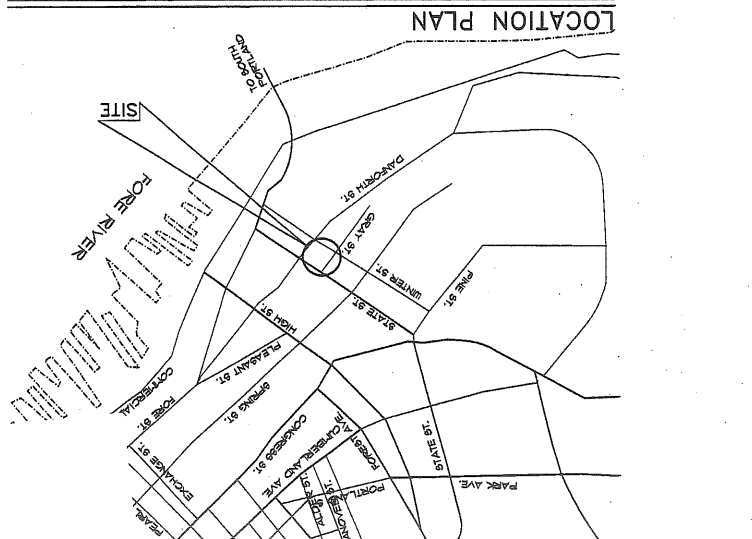 LOCATION PLAN
TO SOUTH
PORTLAND
SITE
DANFORTH ST.
FORE RIVER
GRAY ST.
WINTER ST.
PINE ST.
STATE ST.
HIGH ST.
PLEASANT ST.
COMMERCIAL
FORE ST.
SPRING ST.
EXCHANGE ST.
CONGRESS ST.
CUMBERLAND AVE.
FOREST AVE
STATE ST.
PARK AVE.
PORTLAN
ALDER ST.
ANOVER ST.
PEARL